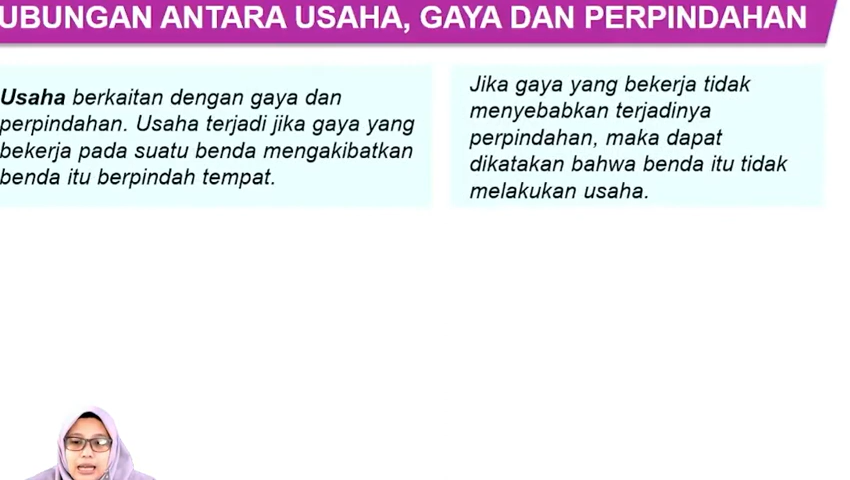 UBUNGAN ANTARA USAHA, GAYA DAN PERPINDAHAN
Usaha berkaitan dengan gaya dan
perpindahan. Usaha terjadi jika gaya yang
bekerja pada suatu benda mengakibatkan
benda itu berpindah tempat.
Jika gaya yang bekerja tidak
menyebabkan terjadinya
perpindahan, maka dapat
dikatakan bahwa benda itu tidak
melakukan usaha.